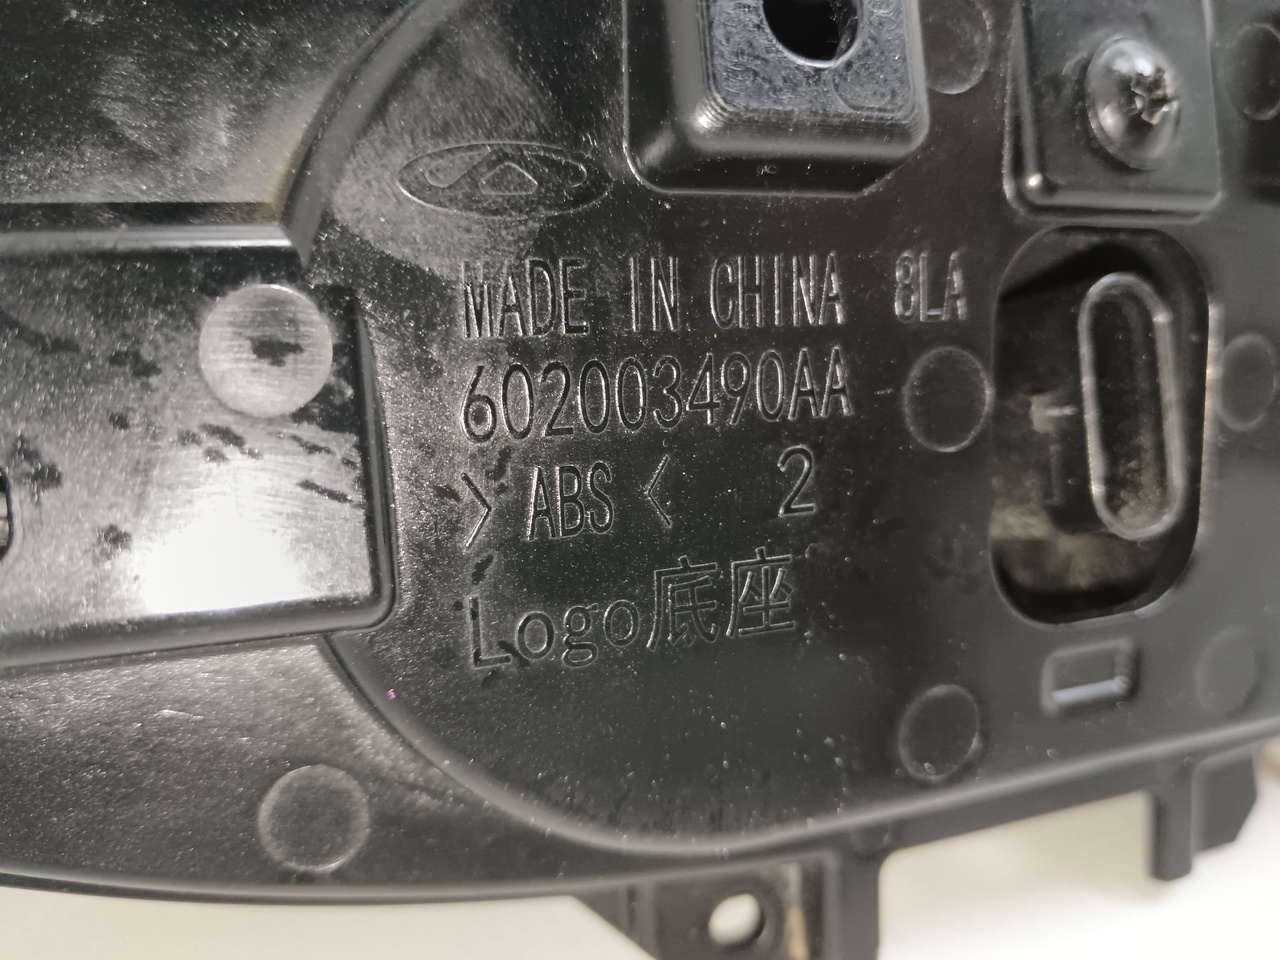 MADE IN CHINA 8LA
602003490AA
>ABS< 2
Logo底座